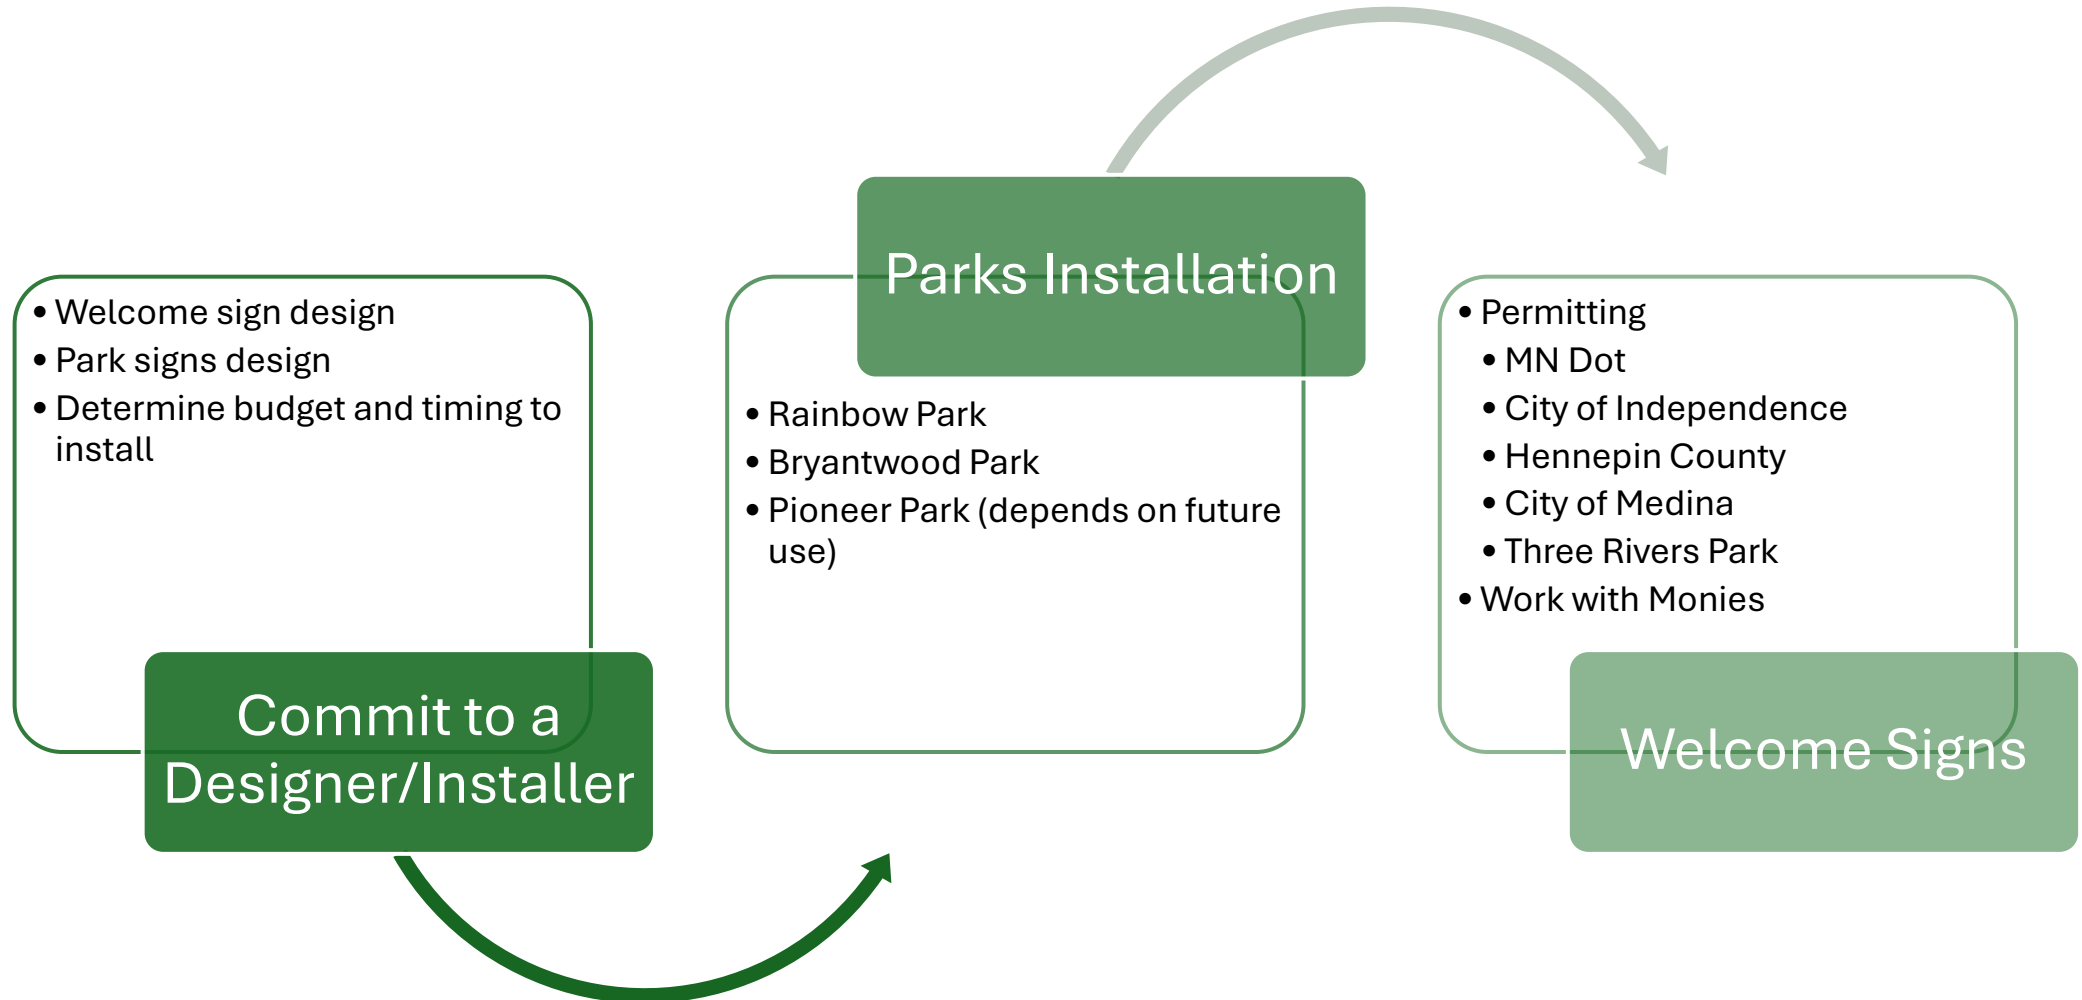 • Welcome sign design
• Park signs design
• Determine budget and timing to
install
Commit to a
Designer/Installer
Parks Installation
• Rainbow Park
• Bryantwood Park
• Pioneer Park (depends on future
use)
• Permitting
• MN Dot
• City of Independence
• Hennepin County
• City of Medina
• Three Rivers Park
• Work with Monies
Welcome Signs